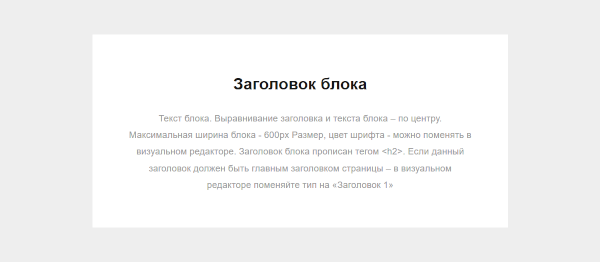 Заголовок блока
Текст блока. Выравнивание заголовка и текста блока – по центру.
Максимальная ширина блока - 600px Размер, цвет шрифта - можно поменять в
визуальном редакторе. Заголовок блока прописан тегом <h2>. Если данный
заголовок должен быть главным заголовком страницы – в визуальном
редакторе поменяйте тип на «Заголовок 1»